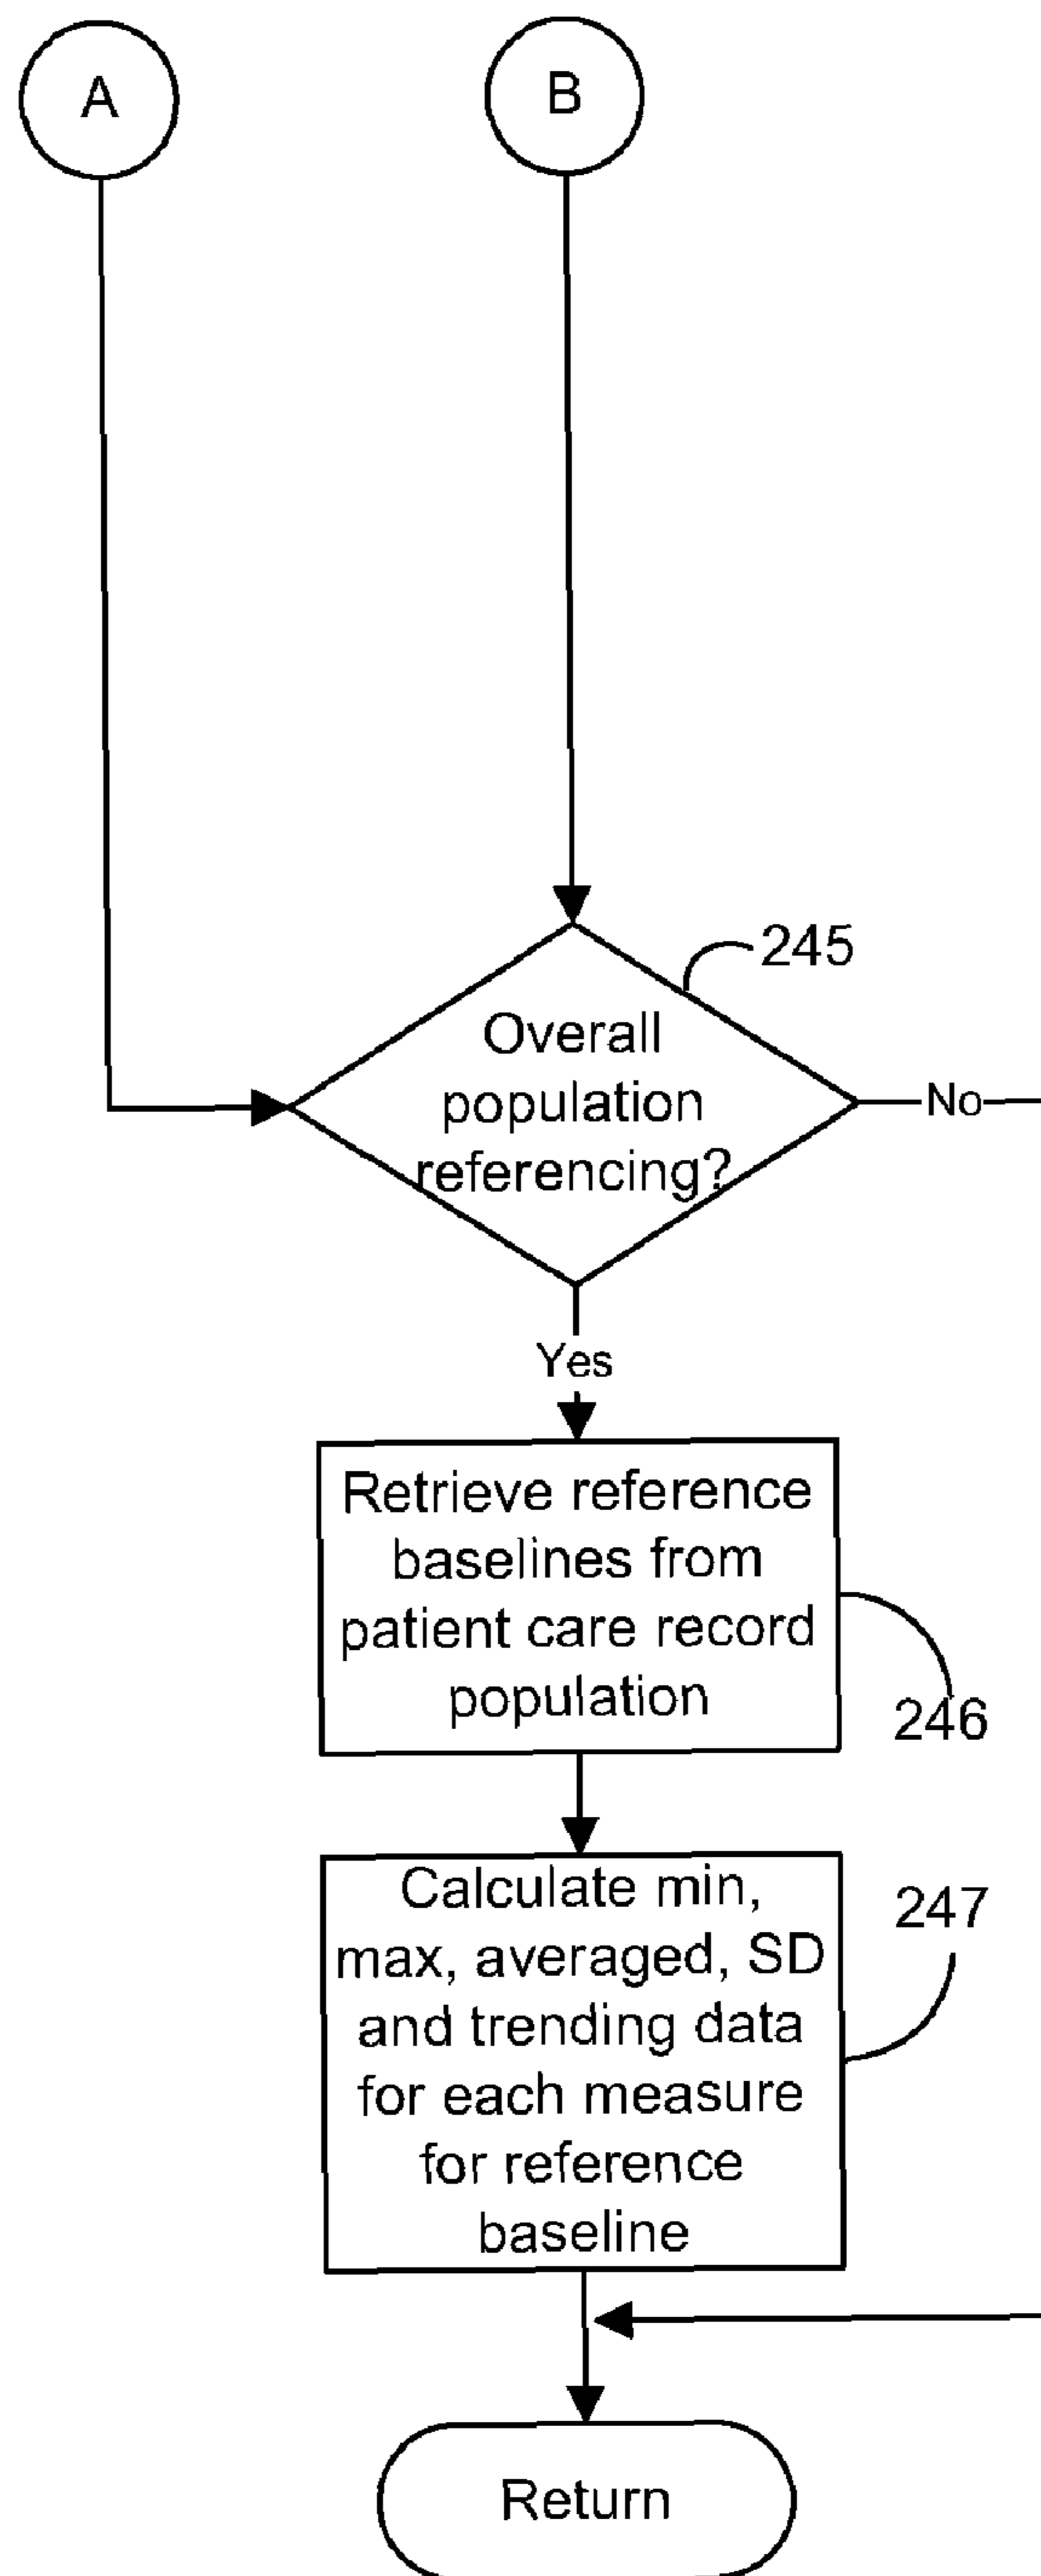 A
B
245
Overall
population
referencing?
No
Yes
Retrieve reference
baselines from
patient care record
population
246
Calculate min,
max, averaged, SD
and trending data
for each measure
for reference
baseline
247
Return